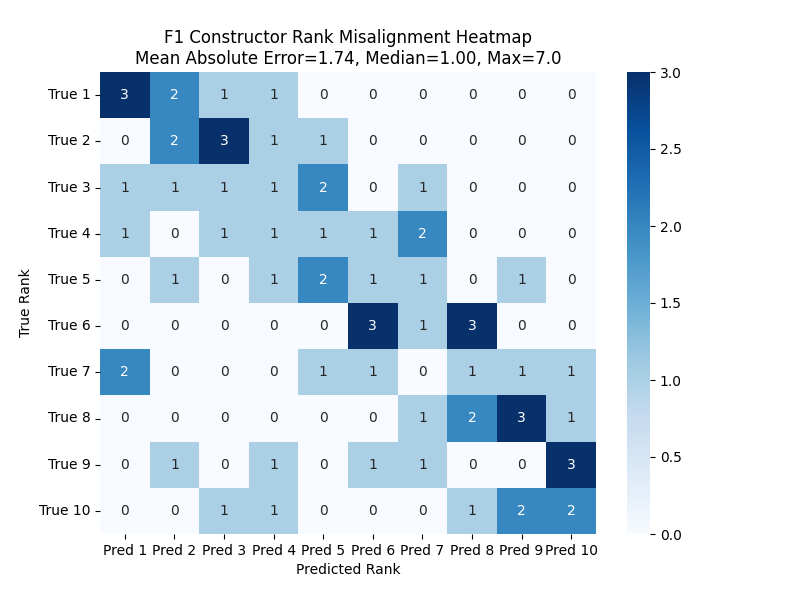 F1 Constructor Rank Misalignment Heatmap
Mean Absolute Error=1.74, Median=1.00, Max=7.0
True 1 3 2 1 1 0 0 0 0 0 0
True 2 0 2 3 1 1 0 0 0 0 0
True 3 1 1 1 1 2 0 1 0 0 0
True 4 1 0 1 1 1 1 2 0 0 0
True 5 0 1 0 1 2 1 1 0 1 0
True 6 0 0 0 0 0 3 1 3 0 0
True 7 2 0 0 0 1 1 0 1 1 1
True 8 0 0 0 0 0 0 1 2 3 1
True 9 0 1 0 1 0 1 1 0 0 3
True 10 0 0 1 1 0 0 0 1 2 2
Pred 1 Pred 2 Pred 3 Pred 4 Pred 5 Pred 6 Pred 7 Pred 8 Pred 9 Pred 10
Predicted Rank
True Rank
3.0
2.5
2.0
1.5
1.0
0.5
0.0